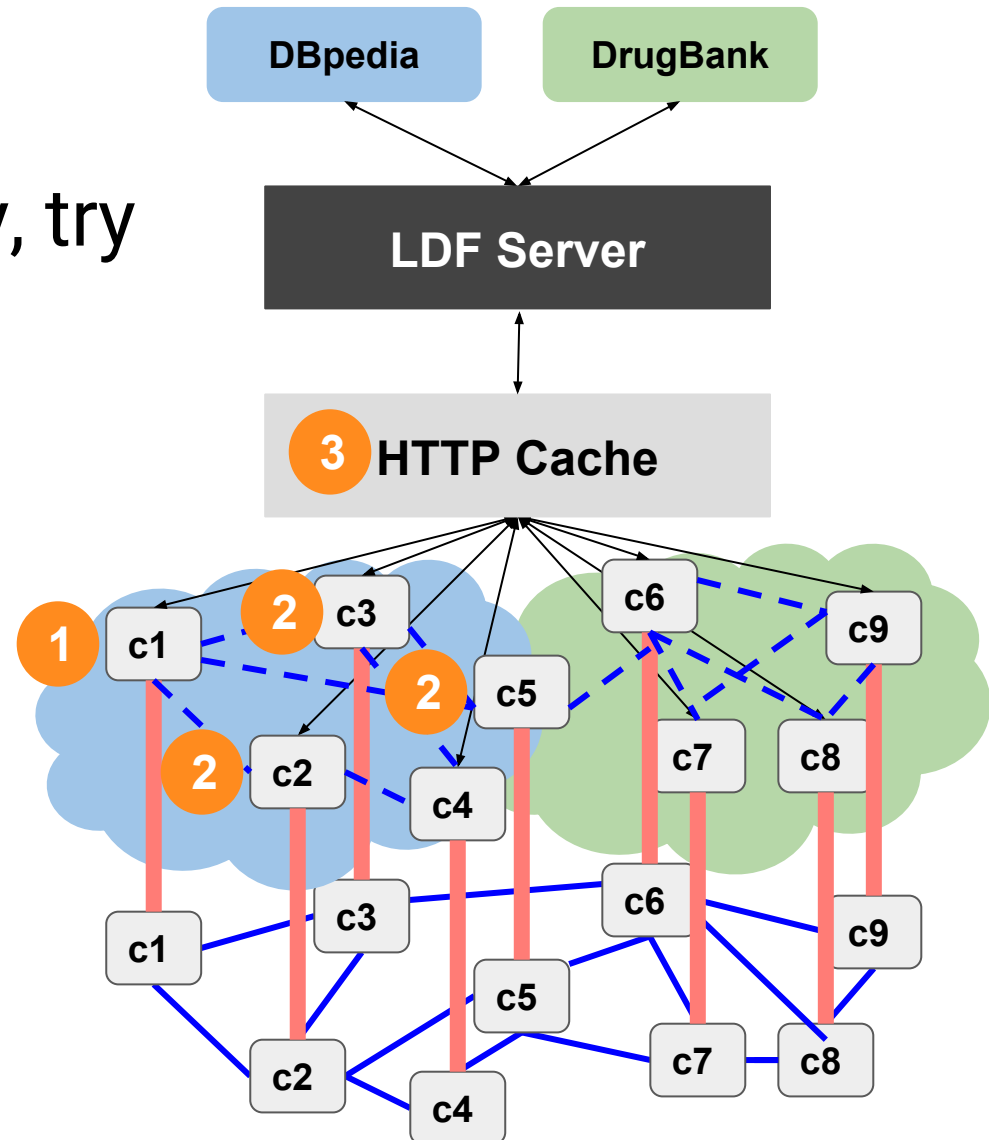 DBpedia
DrugBank
, try
LDF Server
3 HTTP Cache
c6
2 c3
c9
1 c1
2 c5
c7
c8
2 c2
c4
c6
c3
c9
c1
c5
c7
c8
c2
c4